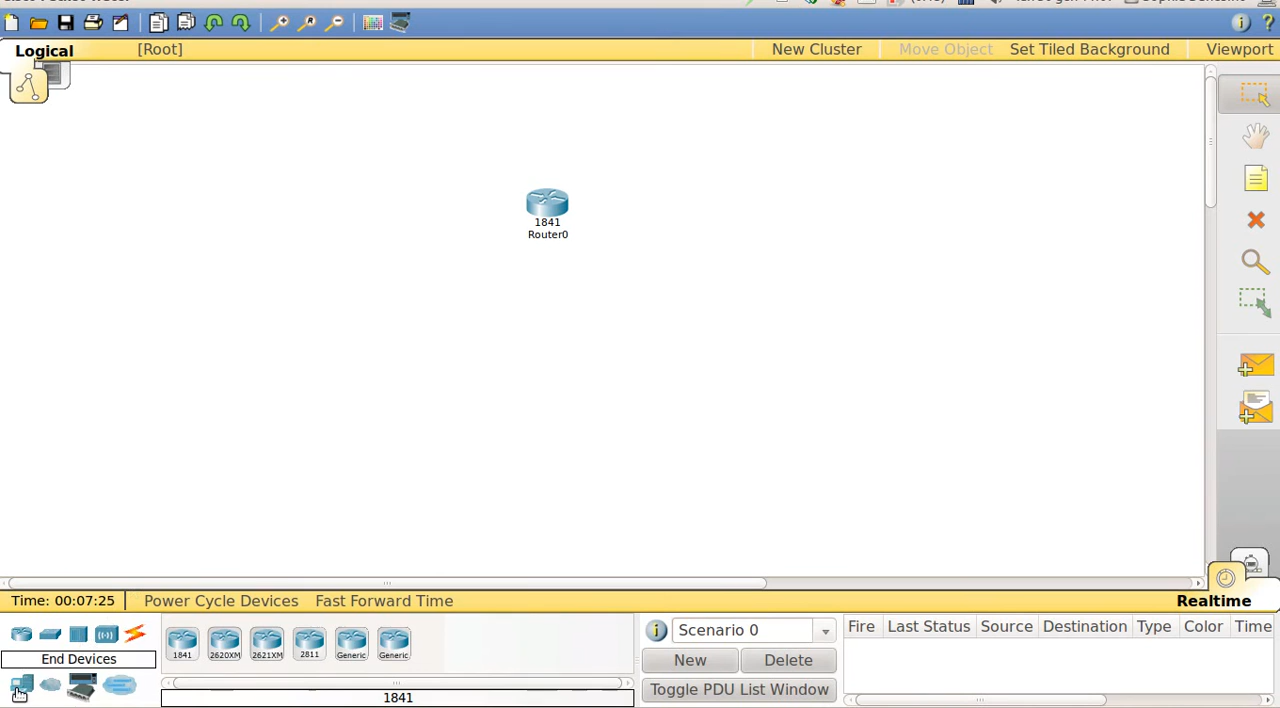 Logical
[Root]
New Cluster
Move Object
Set Tiled Background
Viewport
1841
Router0
Time: 00:07:25
Power Cycle Devices
Fast Forward Time
Realtime
End Devices
1841
2620XM
2621XM
2811
Generic
Generic
1841
Scenario 0
New
Delete
Toggle PDU List Window
Fire
Last Status
Source
Destination
Type
Color
Time